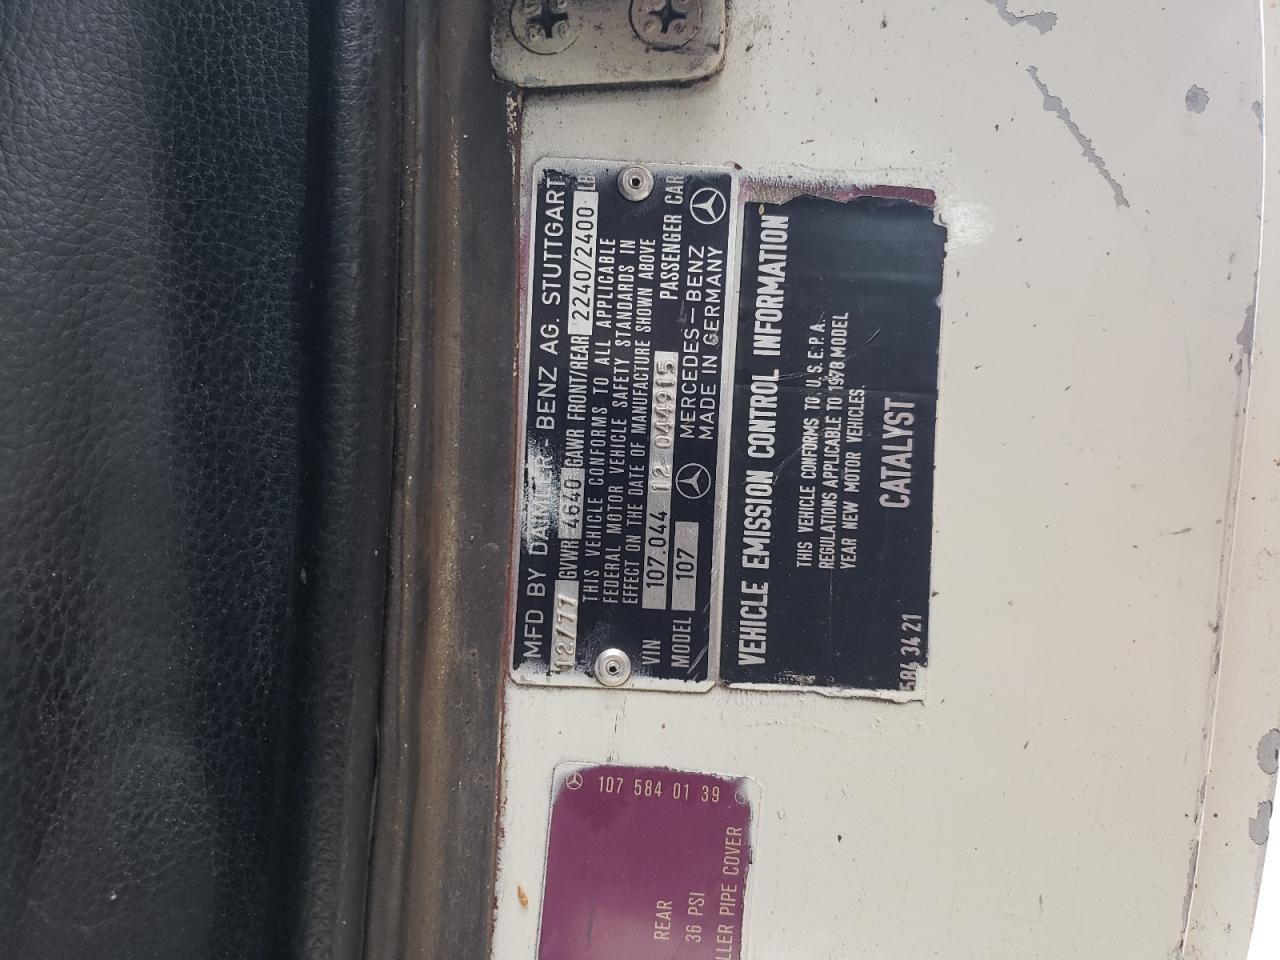 MFD BY DAIMLER - BENZ AG. STUTTGART
12/77 GVWR 4640 GAWR FRONT/REAR 2240/2400 LB
THIS VEHICLE CONFORMS TO ALL APPLICABLE
FEDERAL MOTOR VEHICLE SAFETY STANDARDS IN
EFFECT ON THE DATE OF MANUFACTURE SHOWN ABOVE
VIN 107.044 12 044915 PASSENGER CAR
MODEL 107 MERCEDES-BENZ
MADE IN GERMANY
VEHICLE EMISSION CONTROL INFORMATION
THIS VEHICLE CONFORMS TO U.S.E.P.A.
REGULATIONS APPLICABLE TO 1978 MODEL
YEAR NEW MOTOR VEHICLES.
CATALYST
584 34 21
107 584 01 39
REAR
36 PSI
LLER PIPE COVER